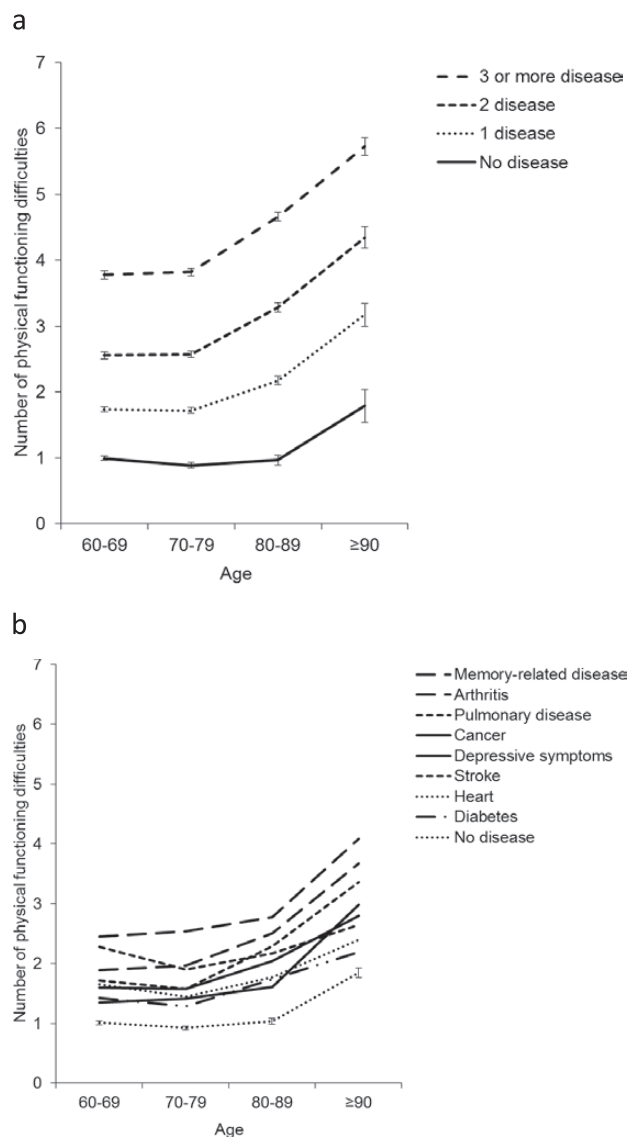 a
7
6
5
4
3
2
1
0
Number of physical functioning difficulties
60-69 70-79 80-89 ≥90
Age
3 or more disease
2 disease
1 disease
No disease
b
7
6
5
4
3
2
1
0
Number of physical functioning difficulties
60-69 70-79 80-89 ≥90
Age
Memory-related disease
Arthritis
Pulmonary disease
Cancer
Depressive symptoms
Stroke
Heart
Diabetes
No disease